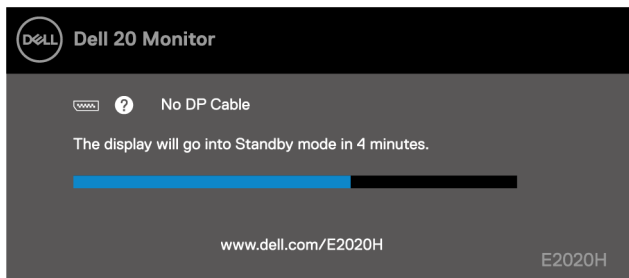 DELL
Dell 20 Monitor
? No DP Cable
The display will go into Standby mode in 4 minutes.
www.dell.com/E2020H
E2020H